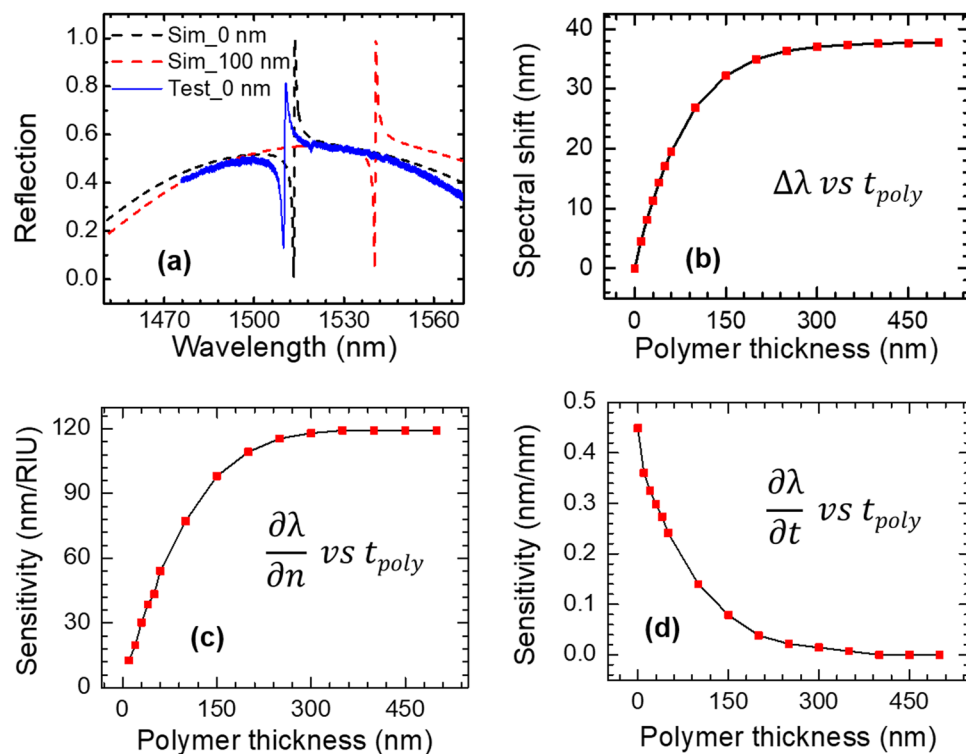 Sim_0 nm
Sim_100 nm
Test_0 nm
1.0
0.8
0.6
0.4
0.2
0.0
Reflection
(a)
1470 1500 1530 1560
Wavelength (nm)
40
30
20
10
0
Spectral shift (nm)
Δλ vs t_poly
(b)
0 150 300 450
Polymer thickness (nm)
120
90
60
30
0
Sensitivity (nm/RIU)
∂λ
∂n
vs t_poly
(c)
0 150 300 450
Polymer thickness (nm)
0.5
0.4
0.3
0.2
0.1
0.0
Sensitivity (nm/nm)
∂λ
∂t
vs t_poly
(d)
0 150 300 450
Polymer thickness (nm)